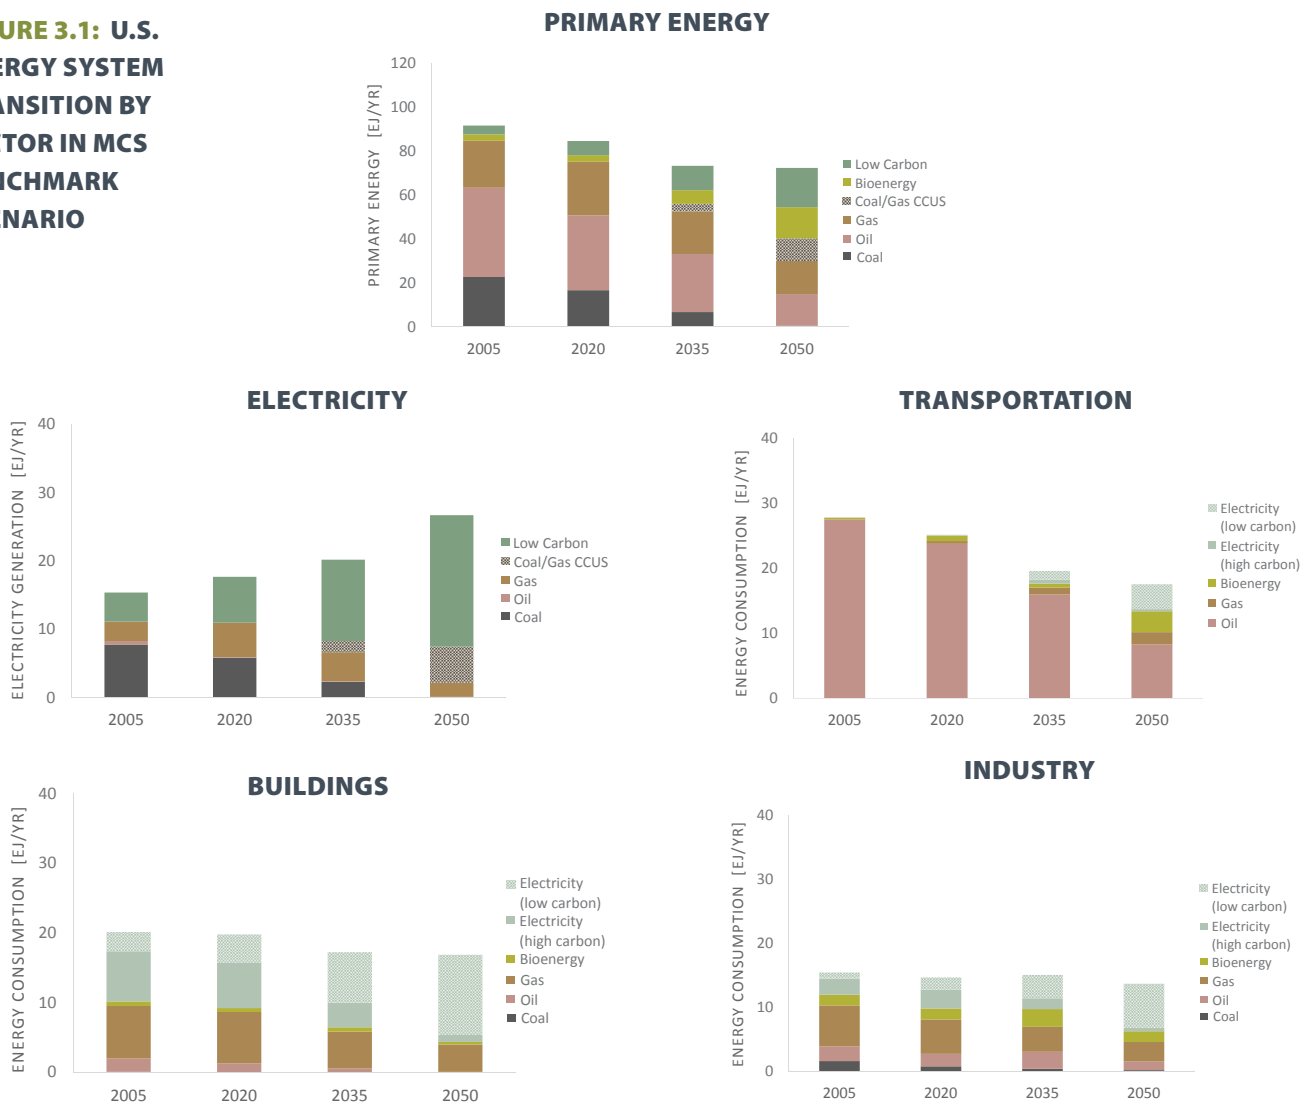 URE 3.1: U.S.
ERGY SYSTEM
ANSITION BY
TOR IN MCS
NCHMARK
ENARIO
PRIMARY ENERGY
PRIMARY ENERGY [EJ/YR]
120
100
80
60
40
20
0
2005 2020 2035 2050
Low Carbon
Bioenergy
Coal/Gas CCUS
Gas
Oil
Coal
ELECTRICITY
ELECTRICITY GENERATION [EJ/YR]
40
30
20
10
0
2005 2020 2035 2050
Low Carbon
Coal/Gas CCUS
Gas
Oil
Coal
TRANSPORTATION
ENERGY CONSUMPTION [EJ/YR]
40
30
20
10
0
2005 2020 2035 2050
Electricity
(low carbon)
Electricity
(high carbon)
Bioenergy
Gas
Oil
BUILDINGS
ENERGY CONSUMPTION [EJ/YR]
40
30
20
10
0
2005 2020 2035 2050
Electricity
(low carbon)
Electricity
(high carbon)
Bioenergy
Gas
Oil
Coal
INDUSTRY
ENERGY CONSUMPTION [EJ/YR]
40
30
20
10
0
2005 2020 2035 2050
Electricity
(low carbon)
Electricity
(high carbon)
Bioenergy
Gas
Oil
Coal